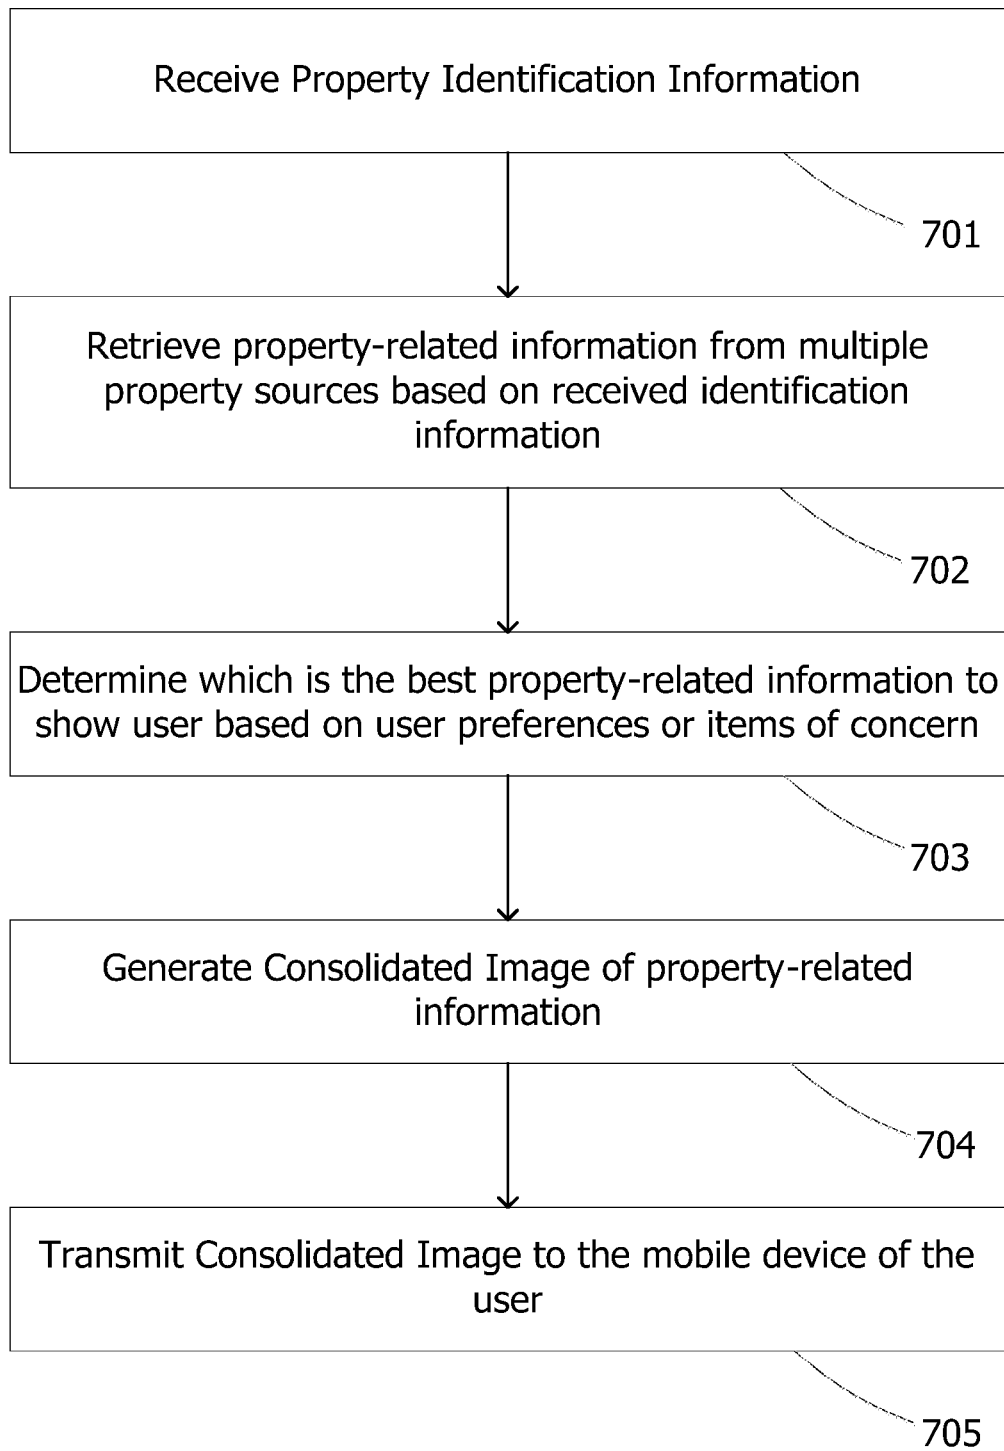 Receive Property Identification Information
701
Retrieve property-related information from multiple
property sources based on received identification
information
702
Determine which is the best property-related information to
show user based on user preferences or items of concern
703
Generate Consolidated Image of property-related
information
704
Transmit Consolidated Image to the mobile device of the
user
705